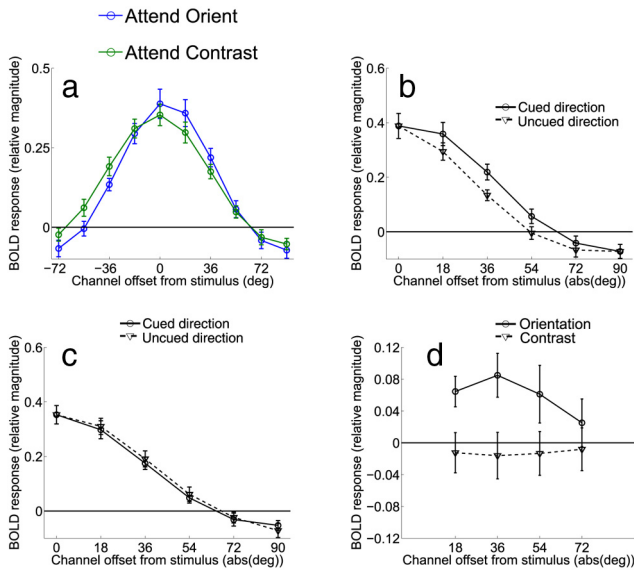 Attend Orient
Attend Contrast
a
0.5
0.25
0
−72
−36
0
36
72
BOLD response (relative magnitude)
Channel offset from stimulus (deg)
b
0.6
0.4
0.2
0
0
18
36
54
72
90
Cued direction
Uncued direction
BOLD response (relative magnitude)
Channel offset from stimulus (abs(deg))
c
Cued direction
Uncued direction
0.6
0.4
0.2
0
0
18
36
54
72
90
BOLD response (relative magnitude)
Channel offset from stimulus (abs(deg))
d
Orientation
Contrast
0.12
0.08
0.04
0
−0.04
−0.08
−0.12
18
36
54
72
BOLD response (relative magnitude)
Channel offset from stimulus (abs(deg))